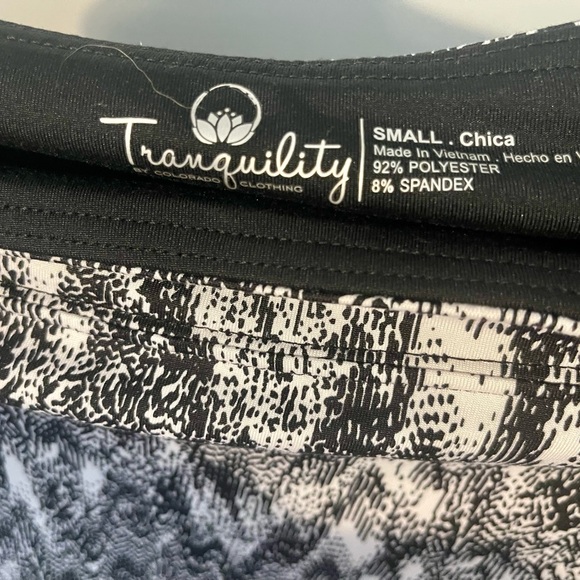 Tranquility
BY COLORADO CLOTHING
SMALL . Chica
Made In Vietnam . Hecho en
92% POLYESTER
8% SPANDEX